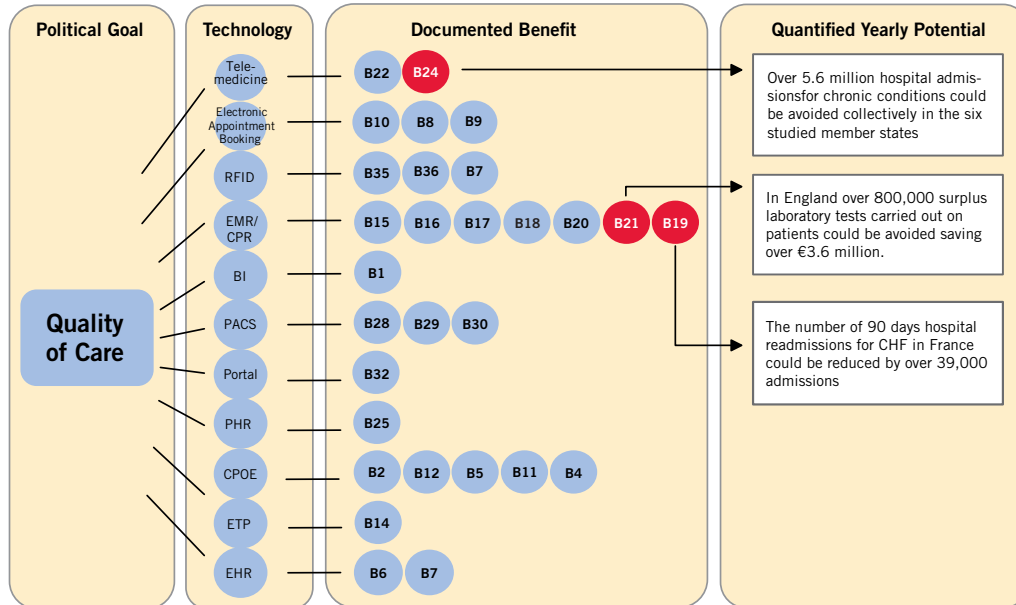 Political Goal
Technology
Documented Benefit
Quantified Yearly Potential
Quality
of Care
Tele-
medicine
B22 B24
Over 5.6 million hospital admis-
sionsfor chronic conditions could
be avoided collectively in the six
studied member states
Electronic
Appointment
Booking
B10 B8 B9
RFID
B35 B36 B7
EMR/
CPR
B15 B16 B17 B18 B20 B21 B19
In England over 800,000 surplus
laboratory tests carried out on
patients could be avoided saving
over €3.6 million.
The number of 90 days hospital
readmissions for CHF in France
could be reduced by over 39,000
admissions
BI
B1
PACS
B28 B29 B30
Portal
B32
PHR
B25
CPOE
B2 B12 B5 B11 B4
ETP
B14
EHR
B6 B7